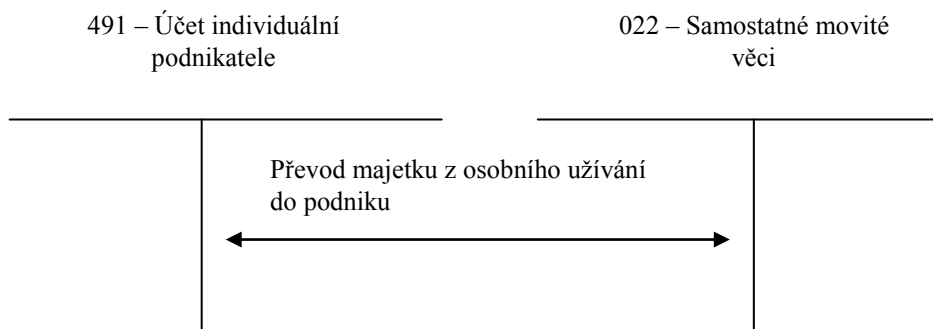 491 – Účet individuální
podnikatele
022 – Samostatné movité
věci
Převod majetku z osobního užívání
do podniku